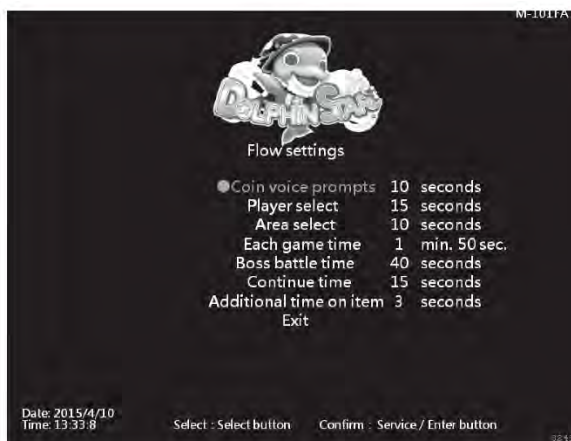 M-101FA
DOLPHIN STAR
Flow settings
Coin voice prompts 10 seconds
Player select 15 seconds
Area select 10 seconds
Each game time 1 min. 50 sec.
Boss battle time 40 seconds
Continue time 15 seconds
Additional time on item 3 seconds
Exit
Date: 2015/4/10
Time: 13:33:8
Select : Select button Confirm : Service / Enter button